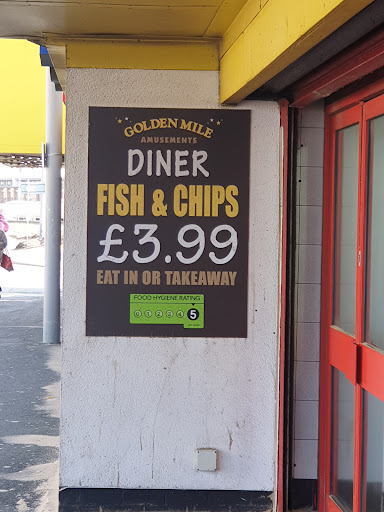 GOLDEN MILE
AMUSEMENTS
DINER
FISH & CHIPS
£3.99
EAT IN OR TAKEAWAY
FOOD HYGIENE RATING
0 1 2 3 4 5